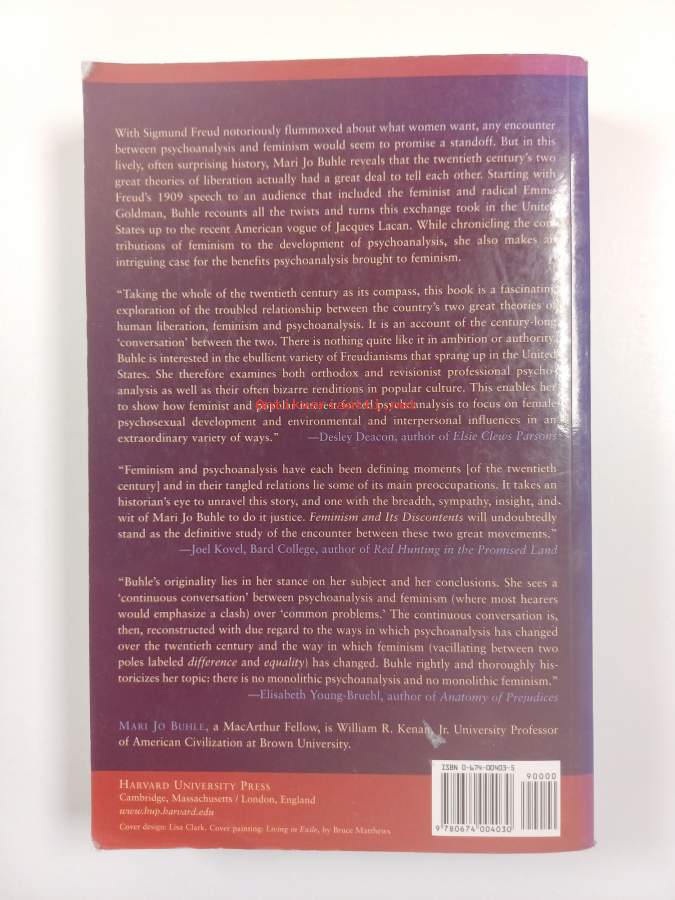 With Sigmund Freud notoriously flummoxed about what women want, any encounter
between psychoanalysis and feminism would seem to promise a standoff. But in this
lively, often surprising history, Mari Jo Buhle reveals that the twentieth century's two
great theories of liberation actually had a great deal to tell each other. Starting with
Freud's 1909 speech to an audience that included the feminist and radical Emma
Goldman, Buhle recounts all the twists and turns this exchange took in the United
States up to the recent American vogue of Jacques Lacan. While chronicling the con-
tributions of feminism to the development of psychoanalysis, she also makes an
intriguing case for the benefits psychoanalysis brought to feminism.
“Taking the whole of the twentieth century as its compass, this book is a fascinating
exploration of the troubled relationship between the country's two great theories of
human liberation, feminism and psychoanalysis. It is an account of the century-long
‘conversation’ between the two. There is nothing quite like it in ambition or authority.
Buhle is interested in the ebullient variety of Freudianisms that sprang up in the United
States. She therefore examines both orthodox and revisionist professional psycho-
analysis as well as their often bizarre renditions in popular culture. This enables her
to show how feminist and popular interest forced psychoanalysis to focus on female
psychosexual development and environmental and interpersonal influences in an
extraordinary variety of ways.” —Desley Deacon, author of Elsie Clews Parsons
“Feminism and psychoanalysis have each been defining moments [of the twentieth
century] and in their tangled relations lie some of its main preoccupations. It takes an
historian's eye to unravel this story, and one with the breadth, sympathy, insight, and
wit of Mari Jo Buhle to do it justice. Feminism and Its Discontents will undoubtedly
stand as the definitive study of the encounter between these two great movements.”
—Joel Kovel, Bard College, author of Red Hunting in the Promised Land
“Buhle's originality lies in her stance on her subject and her conclusions. She sees a
‘continuous conversation’ between psychoanalysis and feminism (where most hearers
would emphasize a clash) over ‘common problems.’ The continuous conversation is,
then, reconstructed with due regard to the ways in which psychoanalysis has changed
over the twentieth century and the way in which feminism (vacillating between two
poles labeled difference and equality) has changed. Buhle rightly and thoroughly his-
toricizes her topic: there is no monolithic psychoanalysis and no monolithic feminism.”
—Elisabeth Young-Bruehl, author of Anatomy of Prejudices
MARI JO BUHLE, a MacArthur Fellow, is William R. Kenan, Jr. University Professor
of American Civilization at Brown University.
HARVARD UNIVERSITY PRESS
Cambridge, Massachusetts / London, England
www.hup.harvard.edu
Cover design: Lisa Clark. Cover painting: Living in Exile, by Bruce Matthews
ISBN 0-674-00403-5
90000
9 780674 004030